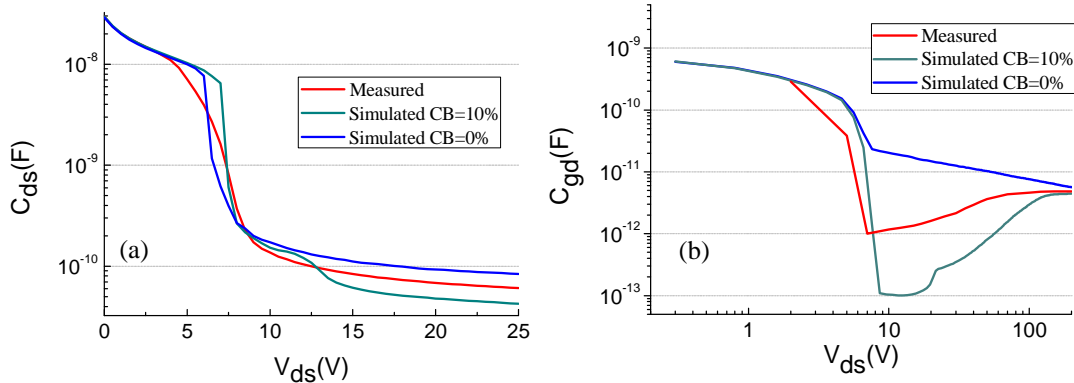 10^-8
10^-9
10^-10
C_ds(F)
Measured
Simulated CB=10%
Simulated CB=0%
(a)
0 5 10 15 20 25
V_ds(V)
10^-9
10^-10
10^-11
10^-12
10^-13
C_gd(F)
Measured
Simulated CB=10%
Simulated CB=0%
(b)
1 10 100
V_ds(V)